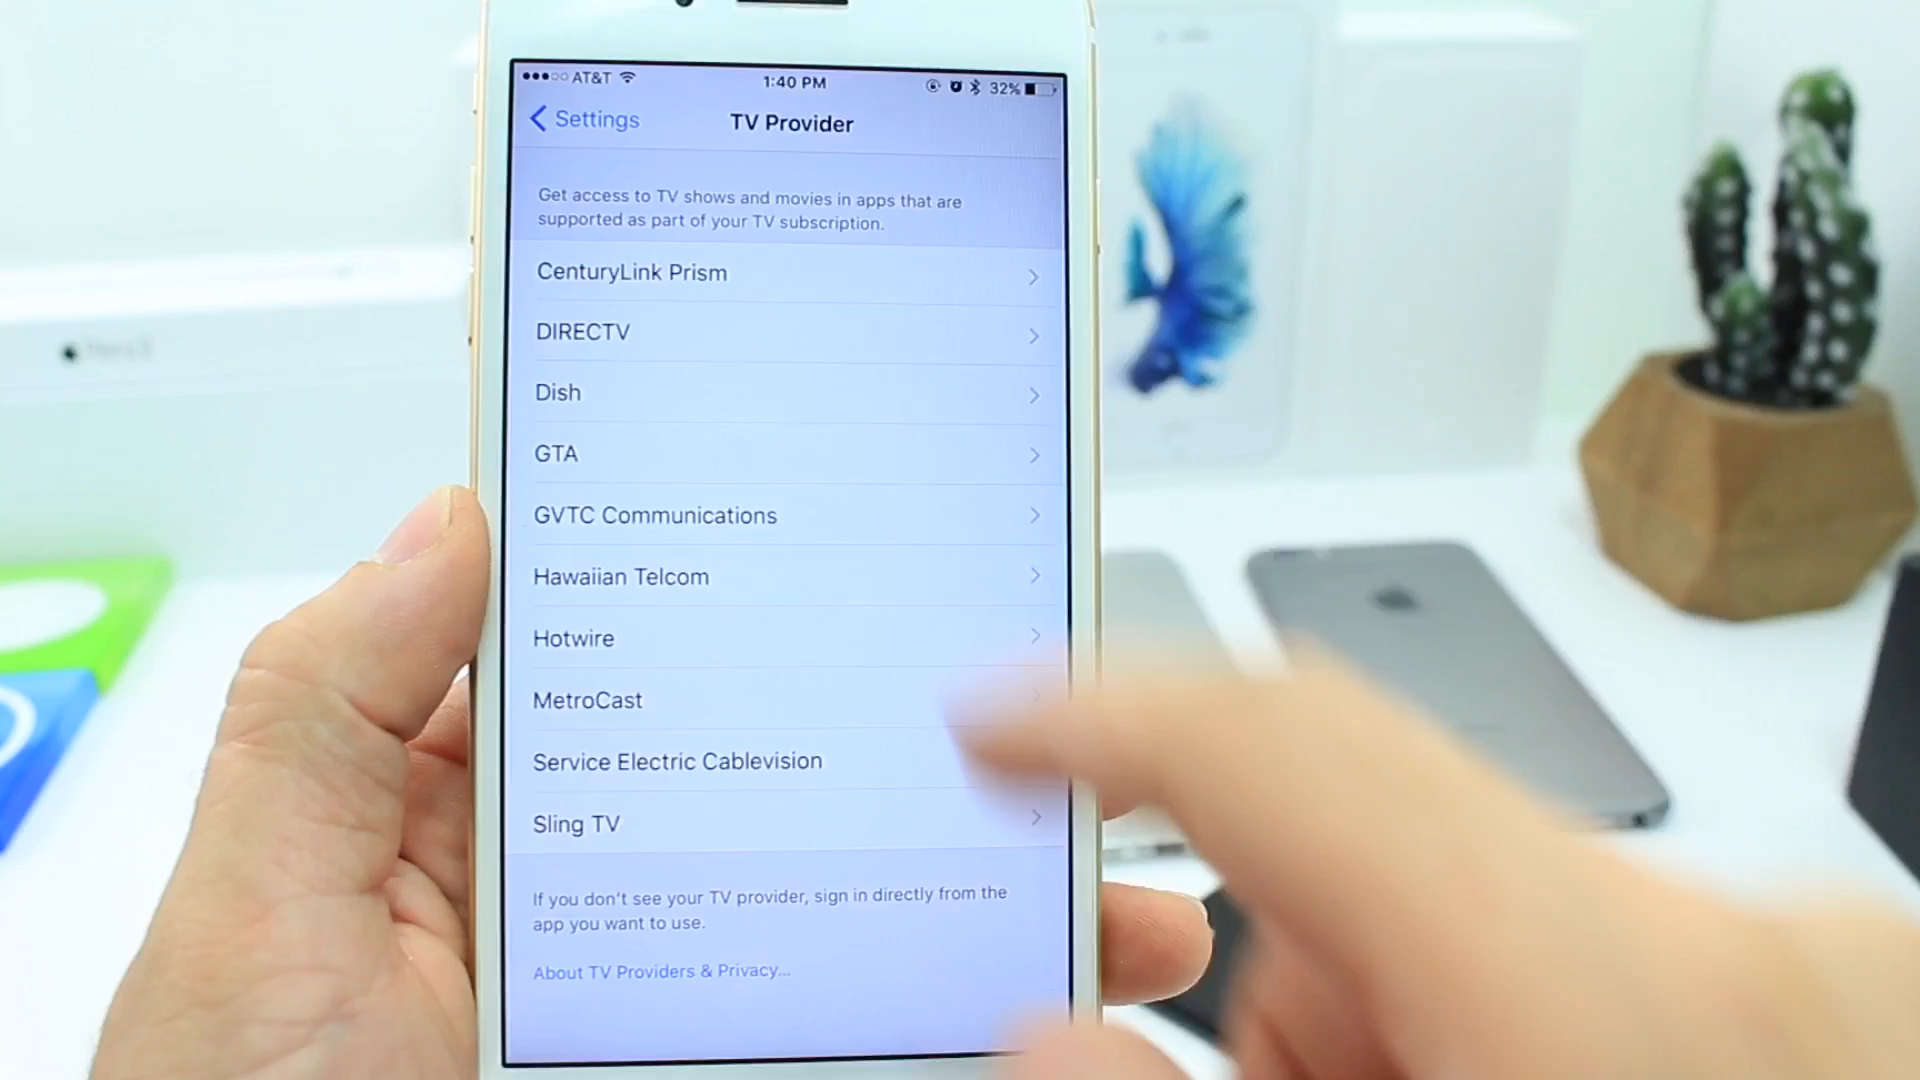 AT&T 1:40 PM 32%
Settings TV Provider
Get access to TV shows and movies in apps that are
supported as part of your TV subscription.
CenturyLink Prism
DIRECTV
Dish
GTA
GVTC Communications
Hawaiian Telcom
Hotwire
MetroCast
Service Electric Cablevision
Sling TV
If you don't see your TV provider, sign in directly from the
app you want to use.
About TV Providers & Privacy...